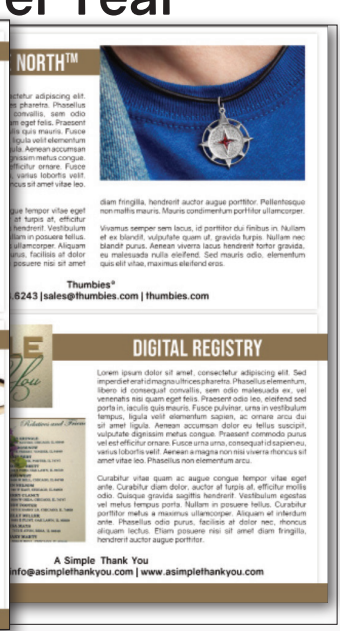 er Year
NORTH™
adipiscing elit.
pharetra. Phasellus
convallis, sem odio
eget felis. Praesent
quis mauris. Fusce
ligula velit elementum
Aenean accumsan
metus congue.
efficitur ornare. Fusce
varius lobortis velit.
sit amet vitae leo.
tempor vitae eget
at turpis at, efficitur
hendrerit. Vestibulum
in posuere tellus.
ullamcorper. Aliquam
facilisis at dolor
posuere nisi sit amet
diam fringilla, hendrerit auctor augue porttitor. Pellentesque
non mattis mauris. Mauris condimentum porttitor ullamcorper.
Vivamus semper sem lacus, id porttitor dui finibus in. Nullam
et ex blandit, vulputate quam ut, gravida turpis. Nullam nec
blandit purus. Aenean viverra lacus hendrerit tortor gravida,
eu malesuada nulla eleifend. Sed mauris odio, elementum
quis elit vitae, maximus eleifend eros.
Thumbies®
.6243 |sales@thumbies.com | thumbies.com
DIGITAL REGISTRY
Lorem ipsum dolor sit amet, consectetur adipiscing elit. Sed
imperdiet erat id magna ultrices pharetra. Phasellus elementum,
libero id consequat convallis, sem odio malesuada ex, vel
venenatis nisi quam eget felis. Praesent odio leo, eleifend sed
porta in, iaculis quis mauris. Fusce pulvinar, urna in vestibulum
tempus, ligula velit elementum sapien, ac ornare arcu dui
sit amet ligula. Aenean accumsan dolor eu tellus suscipit,
vulputate dignissim metus congue. Praesent commodo purus
vel est efficitur ornare. Fusce urna urna, consequat id sapien eu,
varius lobortis velit. Aenean a magna non nisi viverra rhoncus sit
amet vitae leo. Phasellus non elementum arcu.
Curabitur vitae quam ac augue congue tempor vitae eget
ante. Curabitur diam dolor, auctor at turpis at, efficitur mollis
odio. Quisque gravida sagittis hendrerit. Vestibulum egestas
vel metus tempus porta. Nullam in posuere tellus. Curabitur
porttitor metus a maximus ullamcorper. Aliquam et interdum
ante. Phasellus odio purus, facilisis at dolor nec, rhoncus
aliquam lectus. Etiam posuere nisi sit amet diam fringilla,
hendrerit auctor augue porttitor.
You
Relatives and
A Simple Thank You
info@asimplethankyou.com | www.asimplethankyou.com